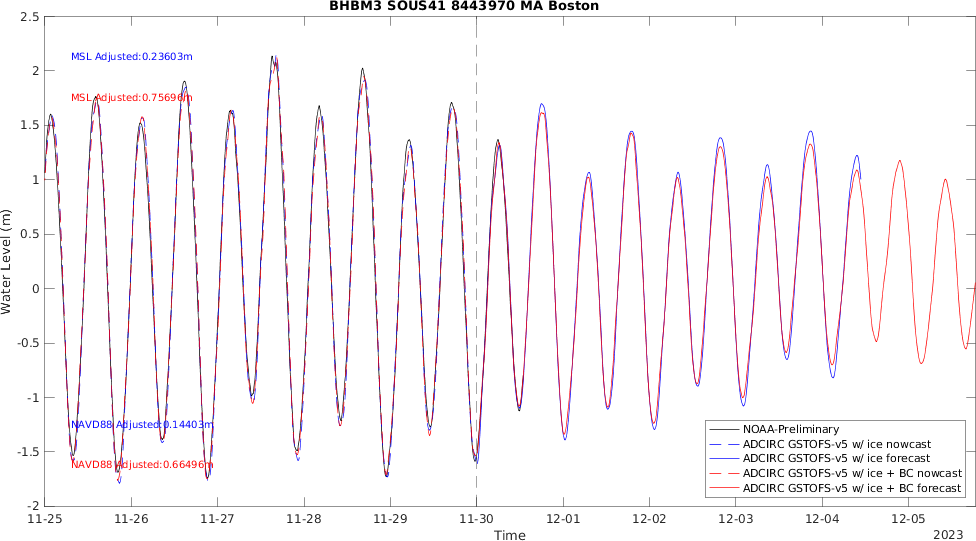 BHBM3 SOUS41 8443970 MA Boston
2.5
2
1.5
1
0.5
0
-0.5
-1
-1.5
-2
Water Level (m)
MSL Adjusted:0.23603m
MSL Adjusted:0.75696m
NAVD88 Adjusted:0.14403m
NAVD88 Adjusted:0.66496m
NOAA-Preliminary
ADCIRC GSTOFS-v5 w/ ice nowcast
ADCIRC GSTOFS-v5 w/ ice forecast
ADCIRC GSTOFS-v5 w/ ice + BC nowcast
ADCIRC GSTOFS-v5 w/ ice + BC forecast
11-25 11-26 11-27 11-28 11-29 11-30 12-01 12-02 12-03 12-04 12-05
Time
2023